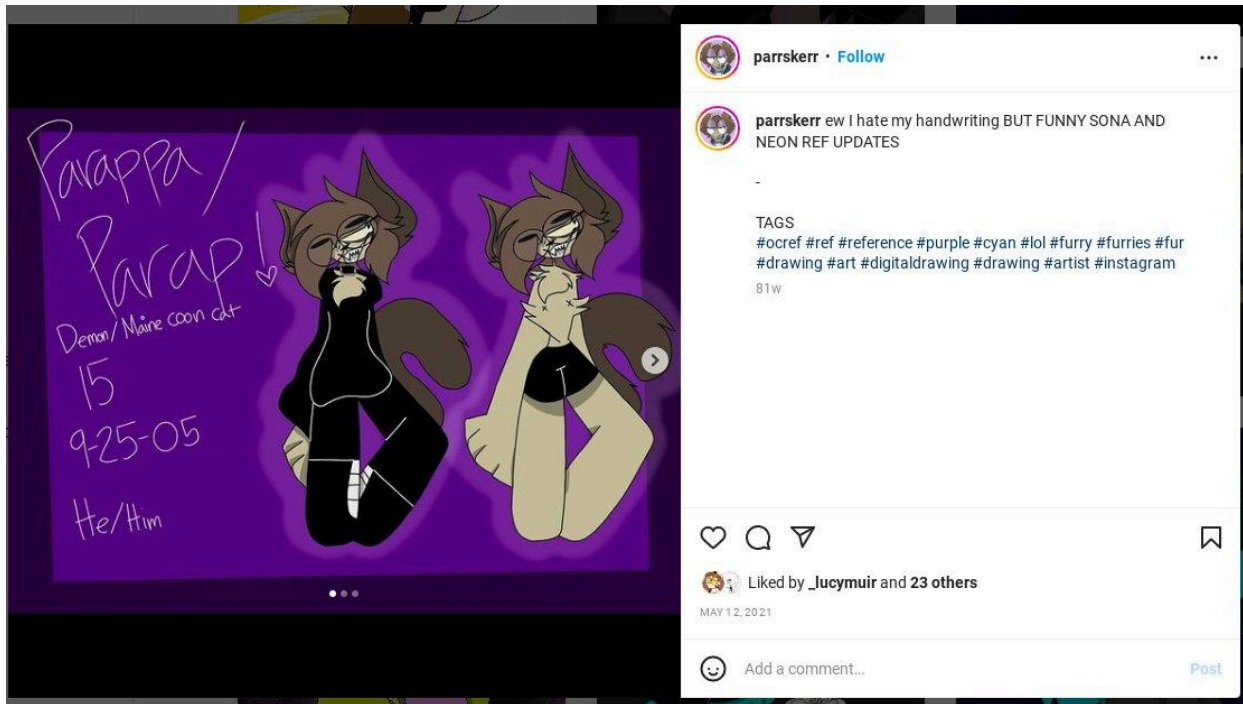 Parappa/
Parap!
Demon/Maine coon cat
15
9-25-05
He/Him
parrskerr • Follow
parrskerr ew I hate my handwriting BUT FUNNY SONA AND
NEON REF UPDATES
-
TAGS
#ocref #ref #reference #purple #cyan #lol #furry #furries #fur
#drawing #art #digitaldrawing #drawing #artist #instagram
81w
Liked by _lucymuir and 23 others
MAY 12, 2021
Add a comment...
Post